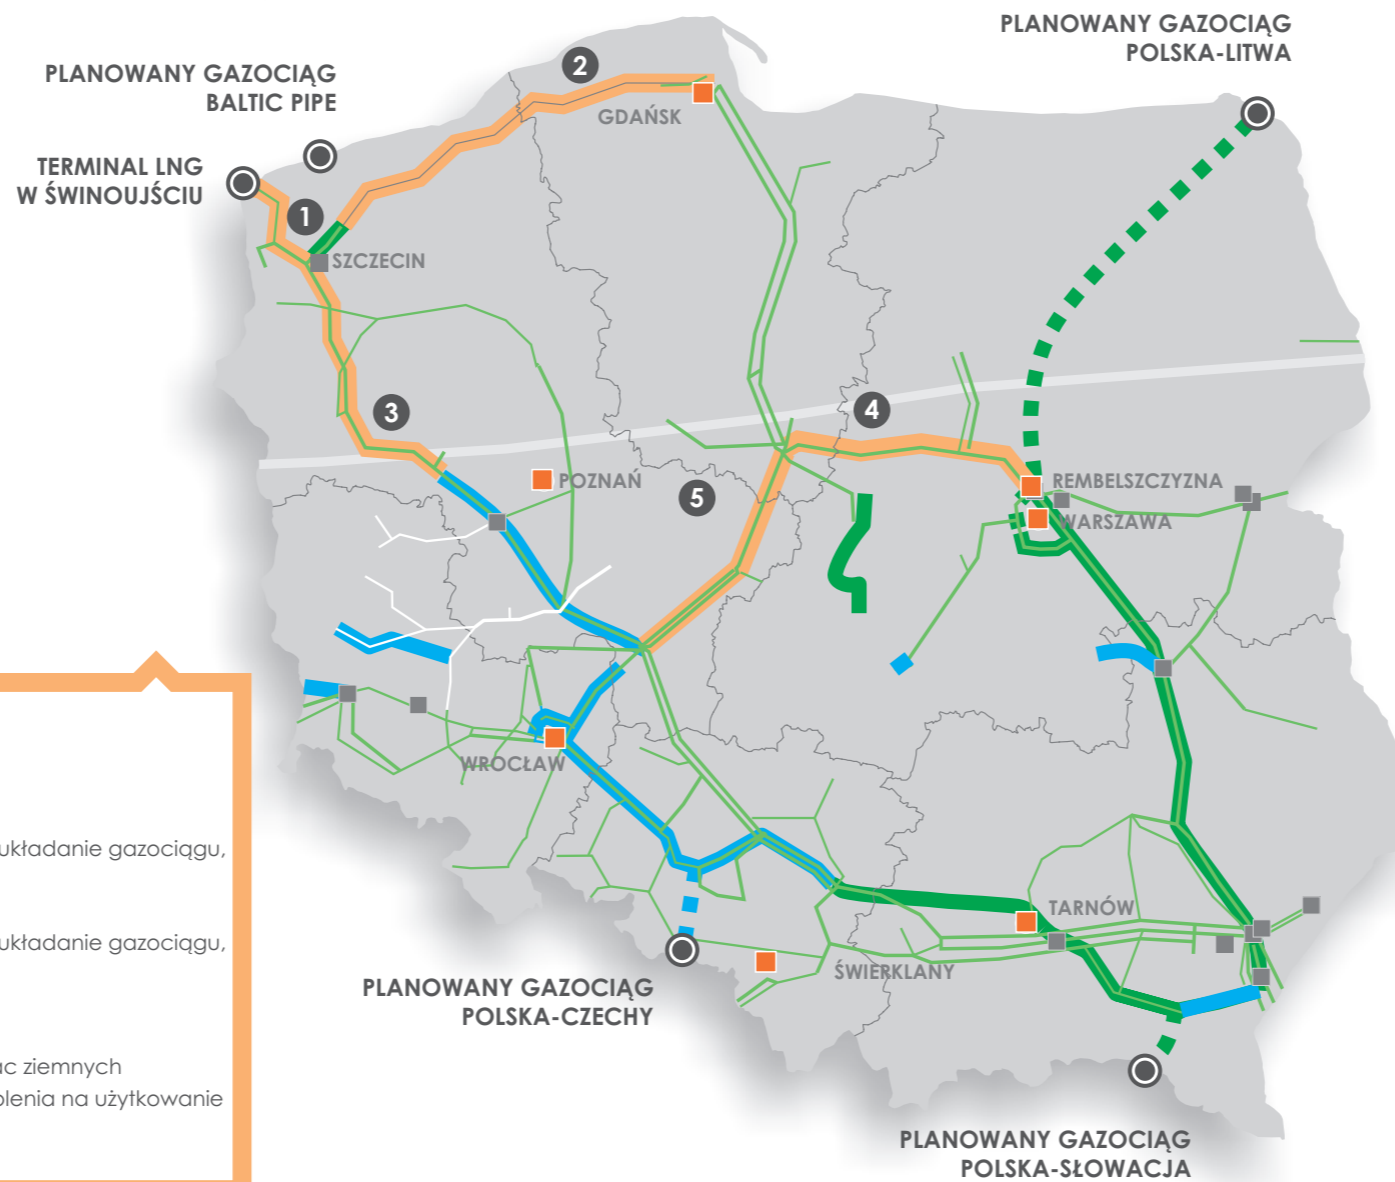 PLANOWANY GAZOCIĄG
POLSKA-LITWA
PLANOWANY GAZOCIĄG
BALTIC PIPE
TERMINAL LNG
W ŚWINOUJŚCIU
2
GDAŃSK
1
SZCZECIN
3
4
POZNAŃ
5
REMBELSZCZYZNA
WARSZAWA
WROCŁAW
układanie gazociągu,
układanie gazociągu,
TARNÓW
ŚWIERKLANY
PLANOWANY GAZOCIĄG
POLSKA-CZECHY
ac ziemnych
olenia na użytkowanie
PLANOWANY GAZOCIĄG
POLSKA-SŁOWACJA